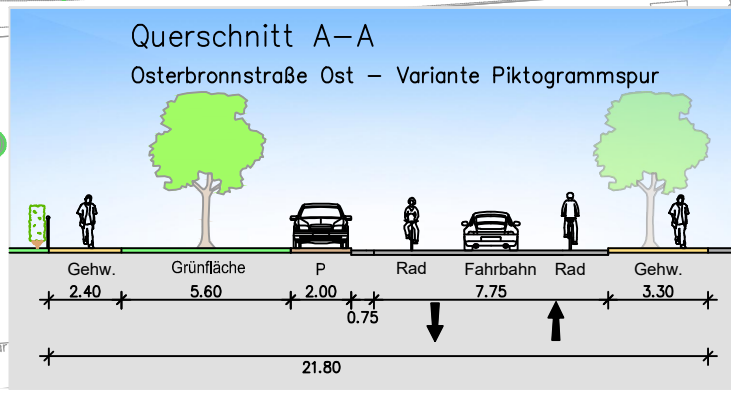 Querschnitt A-A
Osterbronnstraße Ost - Variante Piktogrammspur
Gehw. Grünfläche P Rad Fahrbahn Rad Gehw.
2.40 5.60 2.00 7.75 3.30
0.75
21.80